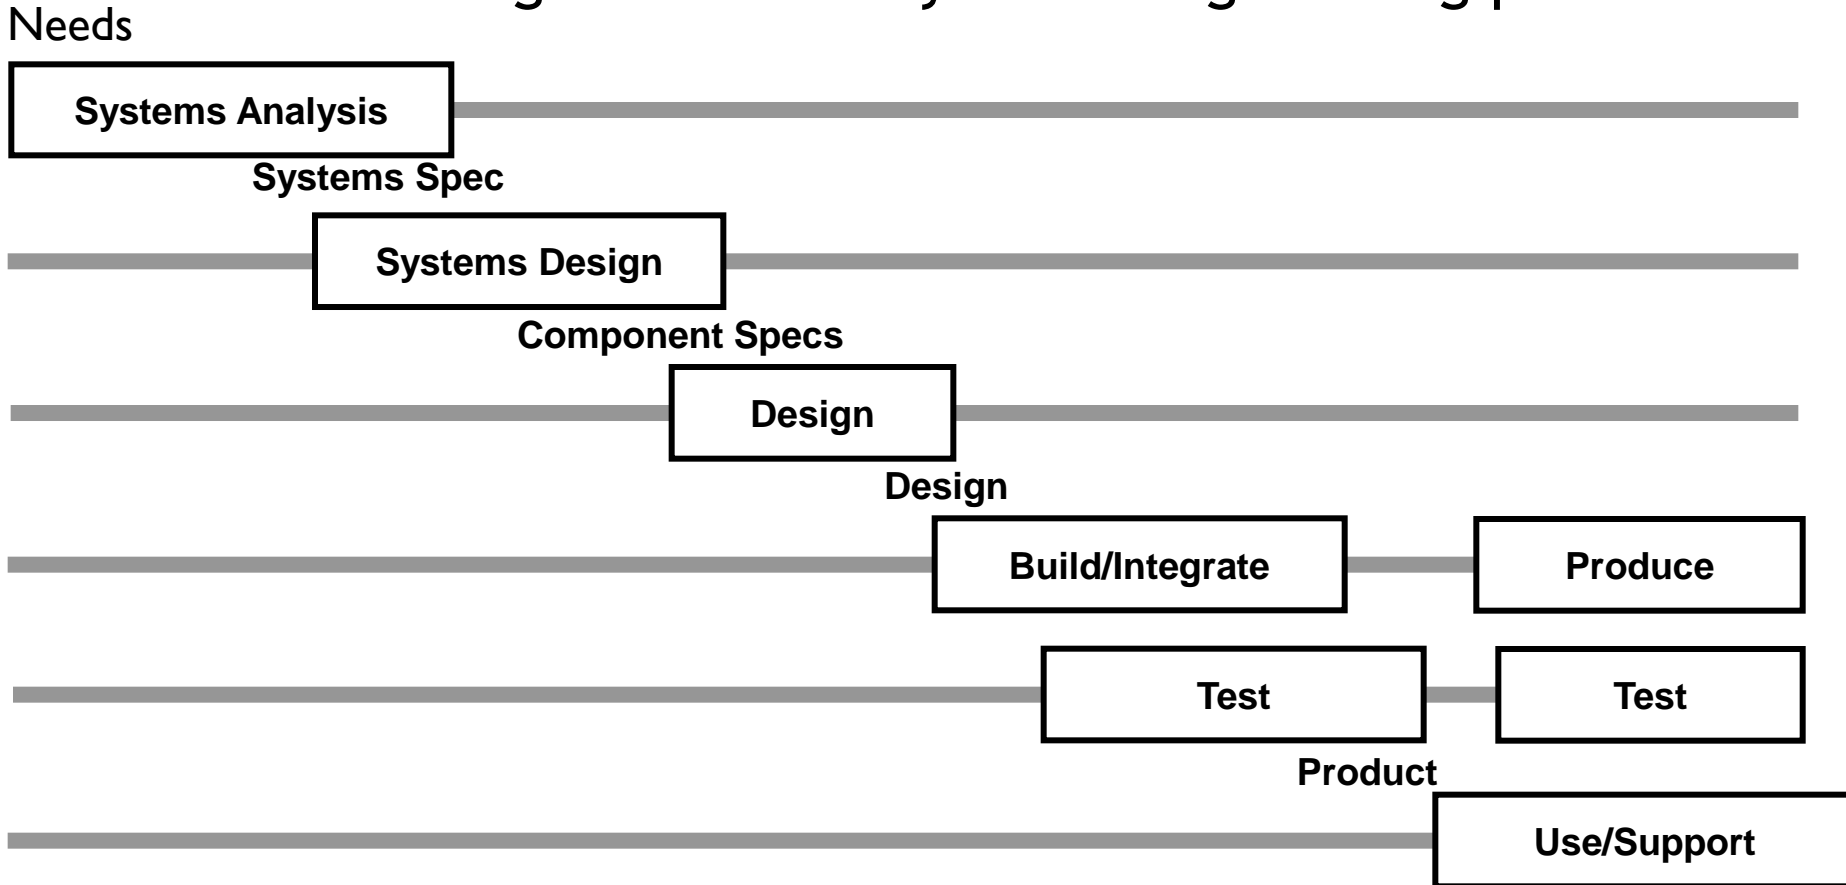 Needs
Systems Analysis
Systems Spec
Systems Design
Component Specs
Design
Design
Build/Integrate
Produce
Test
Test
Product
Use/Support